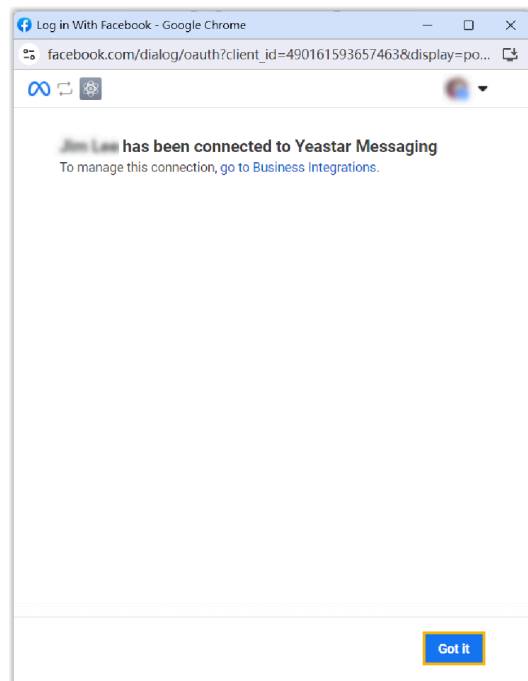 Log in With Facebook - Google Chrome
facebook.com/dialog/oauth?client_id=490161593657463&display=po...
has been connected to Yeastar Messaging
To manage this connection, go to Business Integrations.
Got it